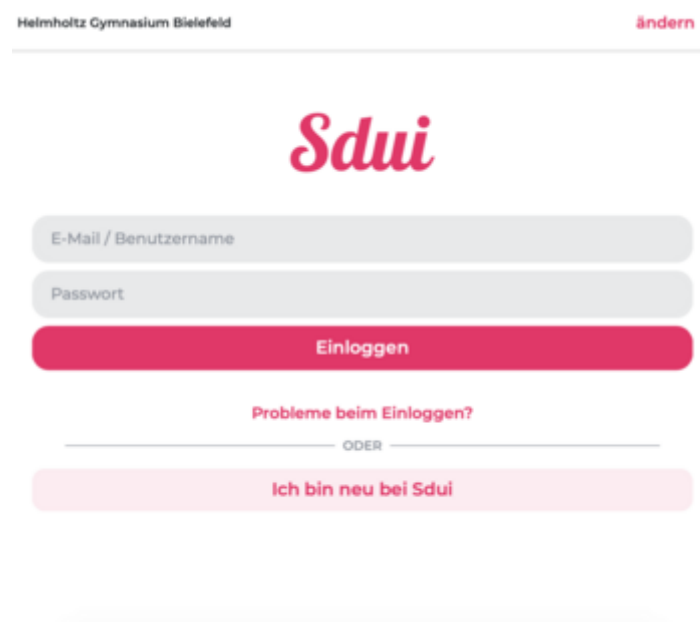 Helmholtz Gymnasium Bielefeld ändern
Sdui
E-Mail / Benutzername
Passwort
Einloggen
Probleme beim Einloggen?
ODER
Ich bin neu bei Sdui